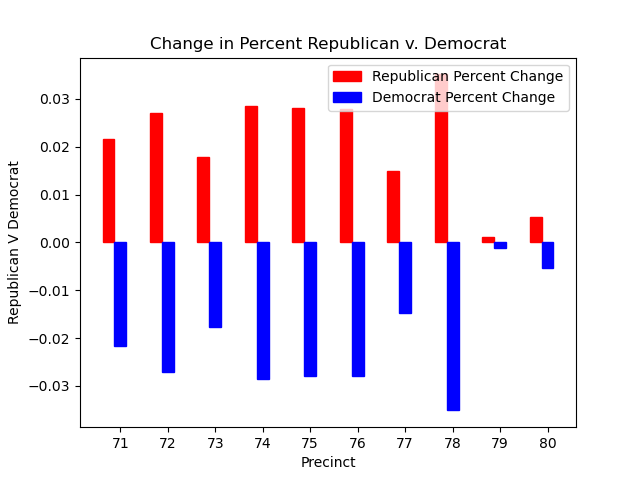 Change in Percent Republican v. Democrat
Republican Percent Change
Democrat Percent Change
Republican V Democrat
0.03
0.02
0.01
0.00
−0.01
−0.02
−0.03
71 72 73 74 75 76 77 78 79 80
Precinct